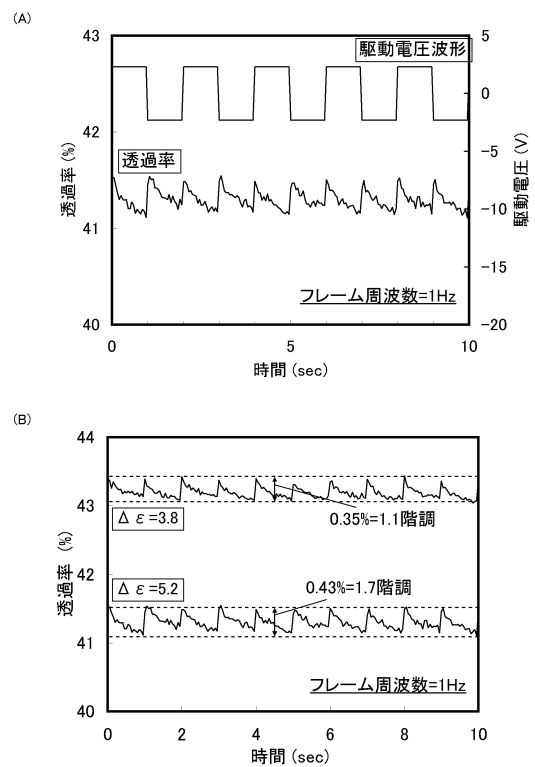 (A)
43
42
41
40
透過率 (%)
駆動電圧波形
透過率
フレーム周波数=1Hz
5
0
-5
-10
-15
-20
駆動電圧 (V)
0
5
10
時間 (sec)
(B)
44
43
42
41
40
透過率 (%)
0.35%=1.1階調
Δε=3.8
Δε=5.2
0.43%=1.7階調
フレーム周波数=1Hz
0
2
4
6
8
10
時間 (sec)